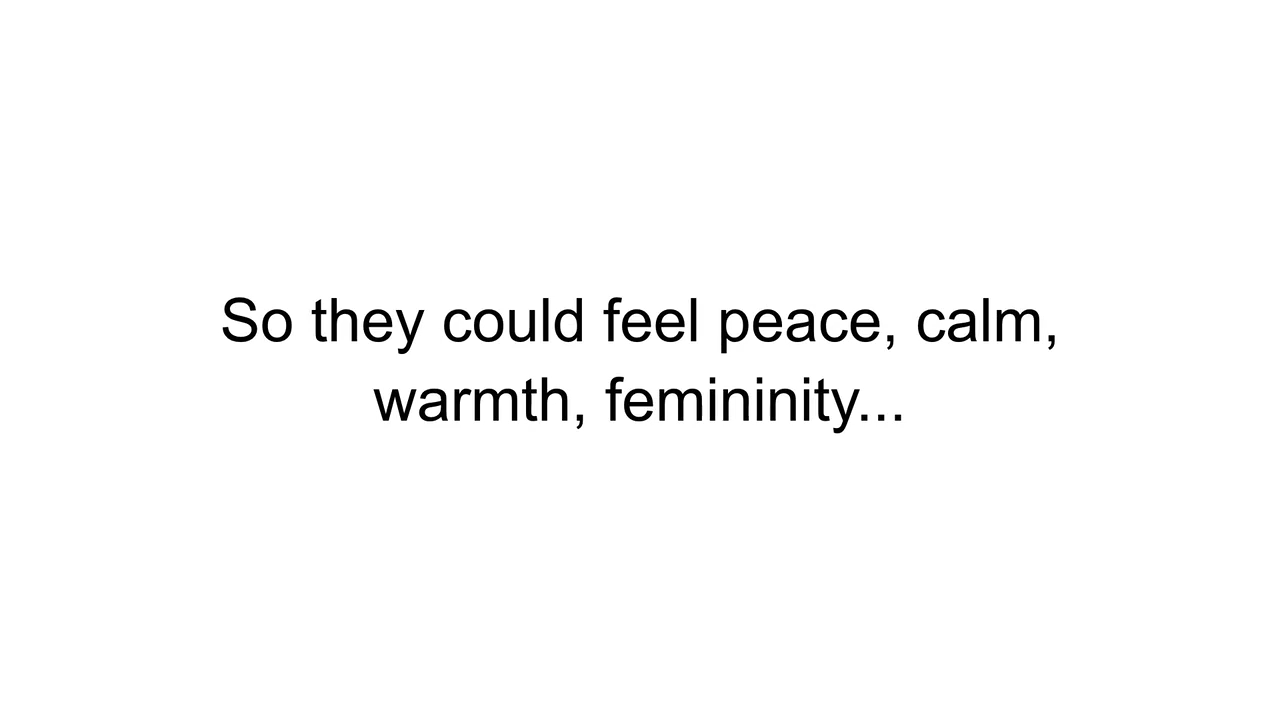 So they could feel peace, calm,
warmth, femininity...